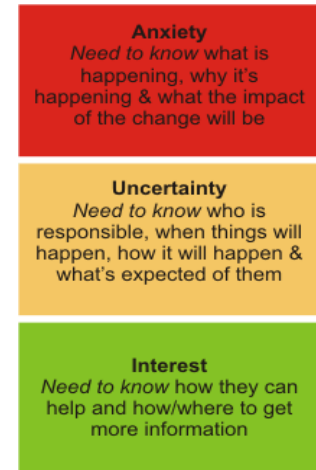 Anxiety
Need to know what is
happening, why it's
happening & what the impact
of the change will be
Uncertainty
Need to know who is
responsible, when things will
happen, how it will happen &
what's expected of them
Interest
Need to know how they can
help and how/where to get
more information